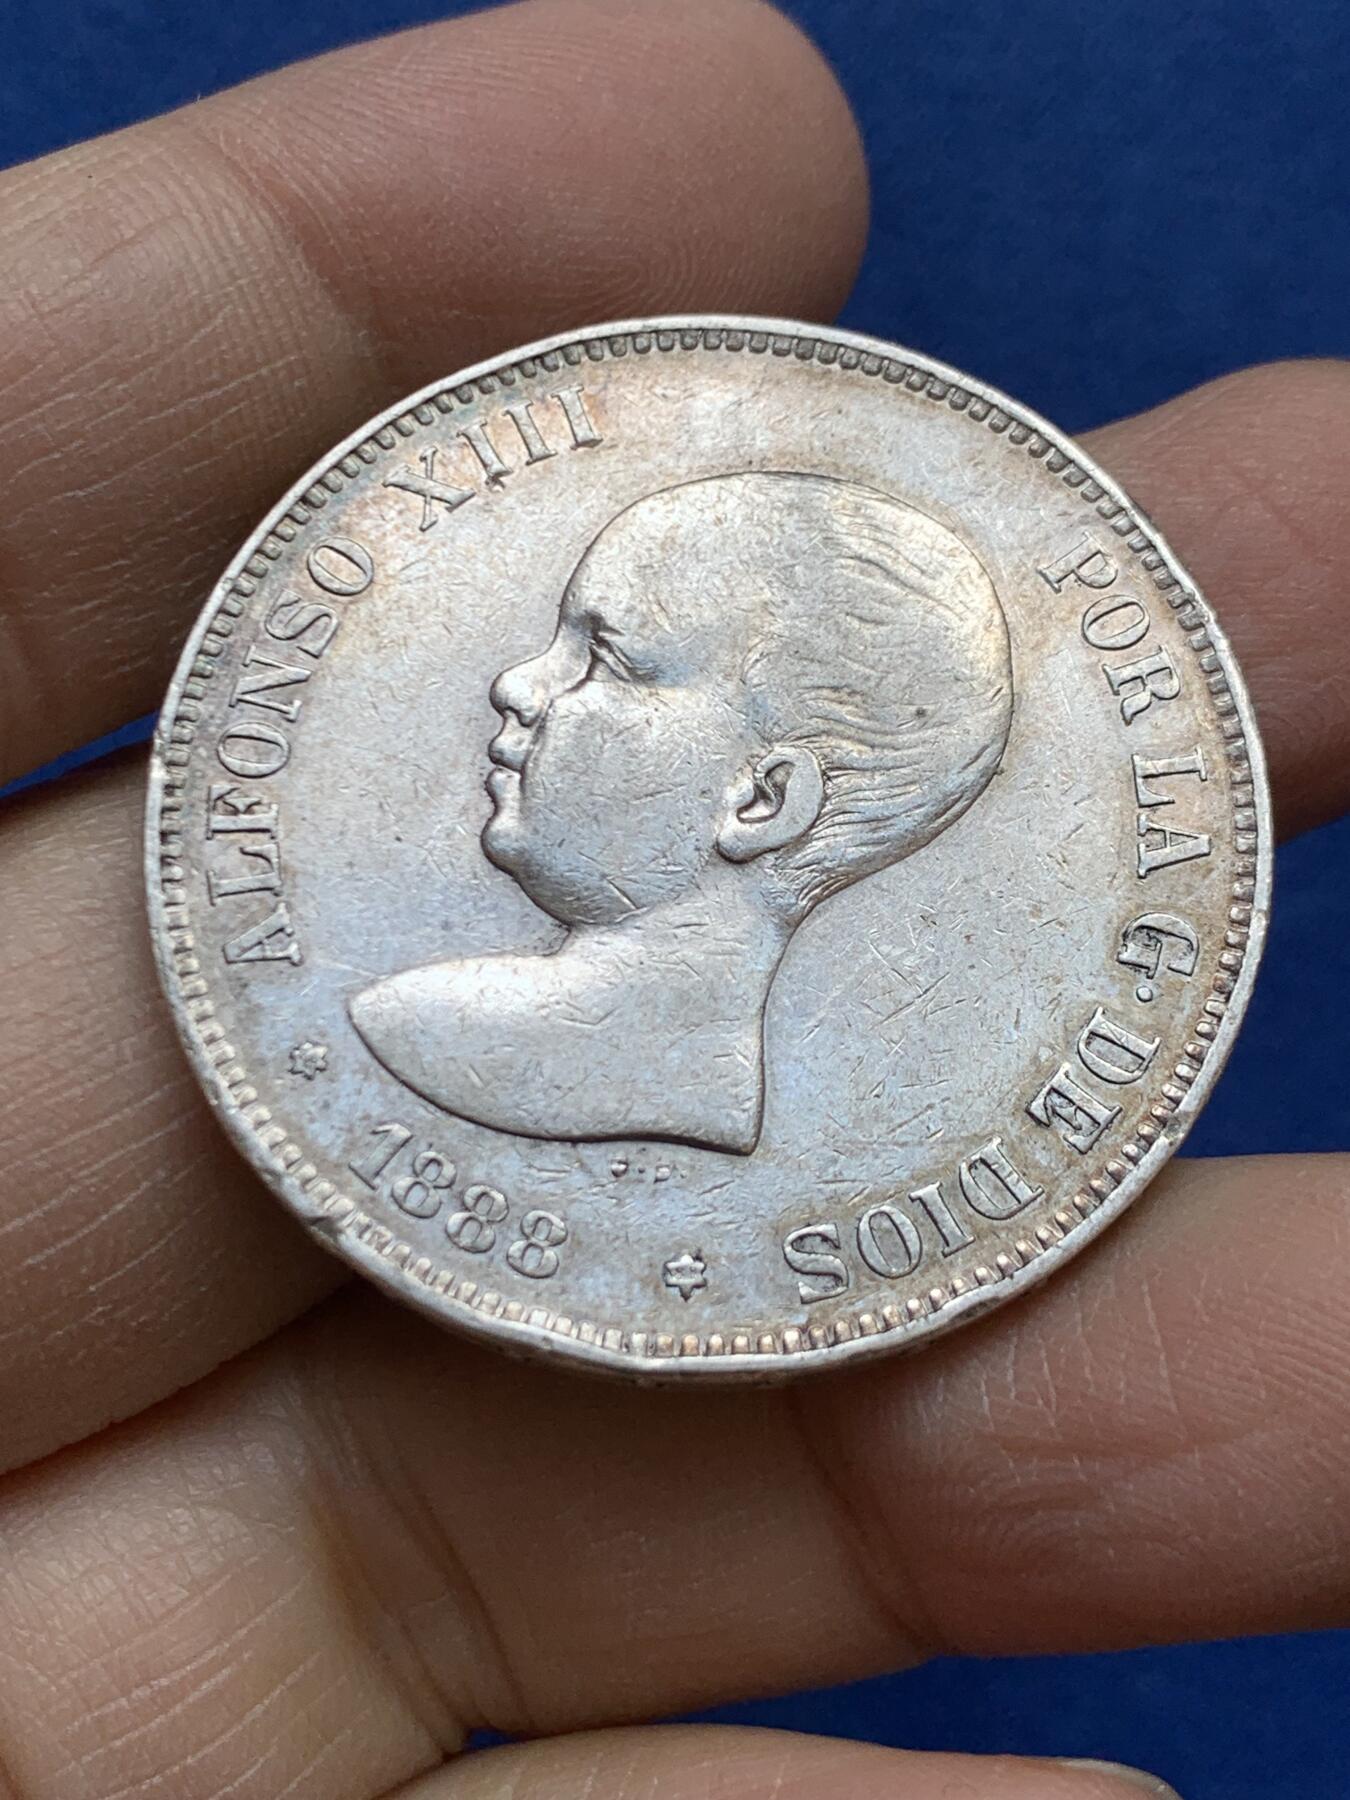 ALFONSO XIII POR LA G. DE DIOS
1888